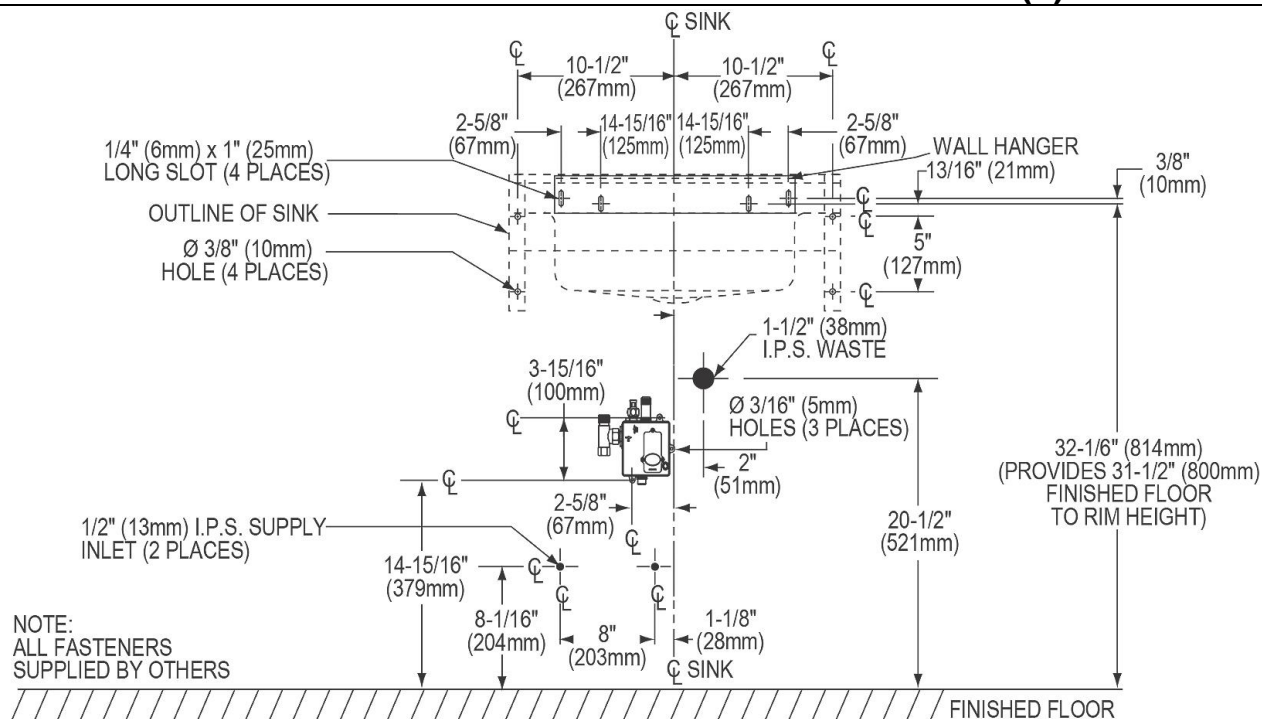 ℄ SINK
℄
℄
10-1/2"
(267mm)
10-1/2"
(267mm)
2-5/8"
(67mm)
14-15/16"
(125mm)
14-15/16"
(125mm)
2-5/8"
(67mm)
WALL HANGER
13/16" (21mm)
3/8"
(10mm)
1/4" (6mm) x 1" (25mm)
LONG SLOT (4 PLACES)
OUTLINE OF SINK
Ø 3/8" (10mm)
HOLE (4 PLACES)
℄
℄
5"
(127mm)
℄
1-1/2" (38mm)
I.P.S. WASTE
3-15/16"
(100mm)
℄
Ø 3/16" (5mm)
HOLES (3 PLACES)
2"
(51mm)
32-1/6" (814mm)
(PROVIDES 31-1/2" (800mm)
FINISHED FLOOR
TO RIM HEIGHT)
℄
2-5/8"
(67mm)
℄
20-1/2"
(521mm)
1/2" (13mm) I.P.S. SUPPLY
INLET (2 PLACES)
14-15/16"
(379mm)
℄
℄
℄
8-1/16"
(204mm)
8"
(203mm)
1-1/8"
(28mm)
℄ SINK
NOTE:
ALL FASTENERS
SUPPLIED BY OTHERS
FINISHED FLOOR